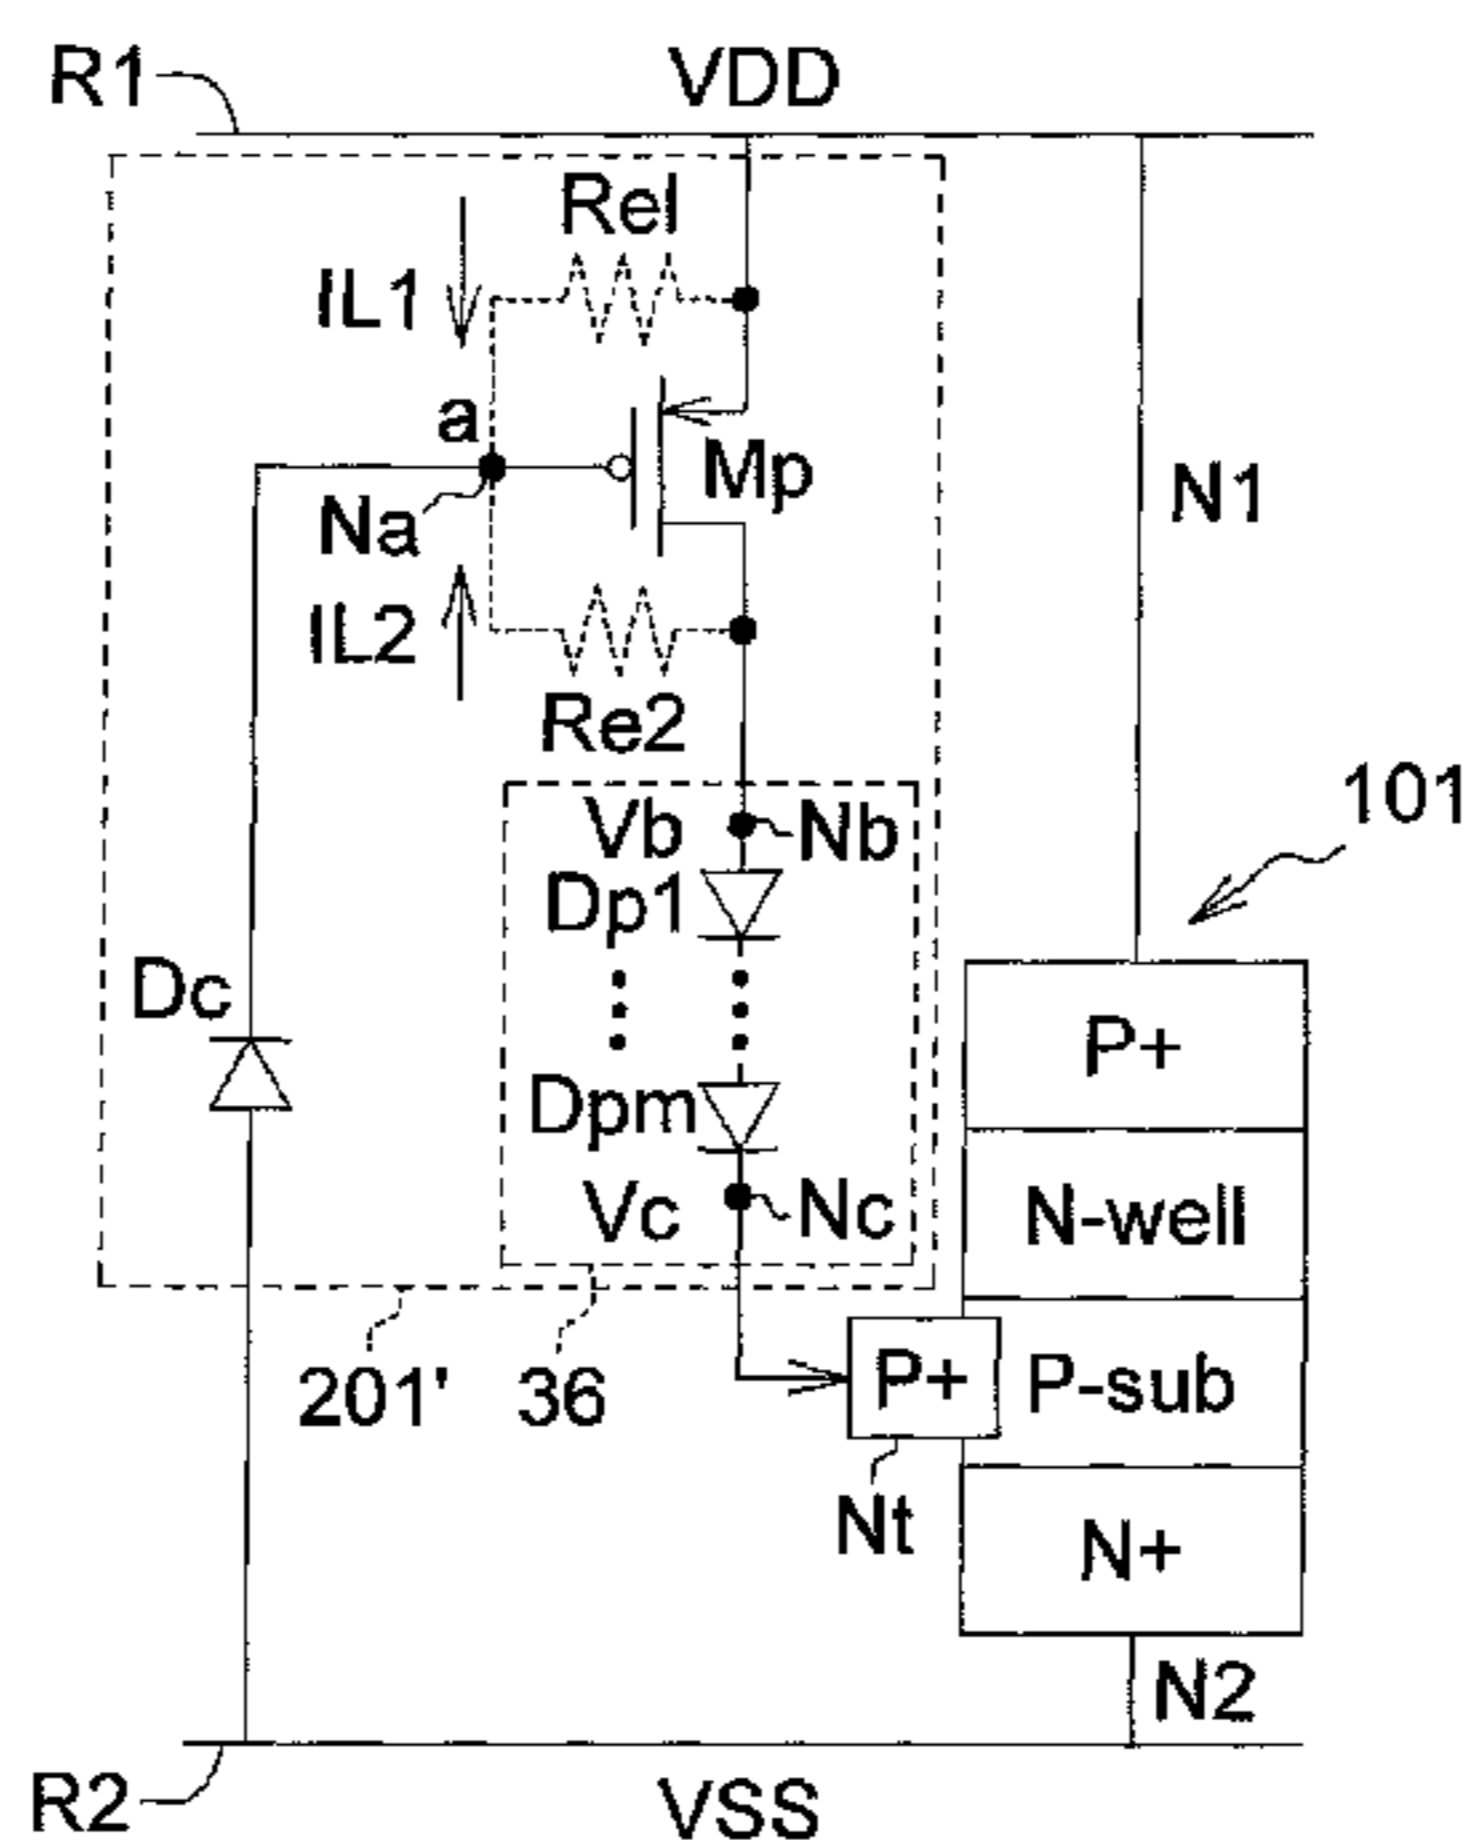 R1
VDD
Rel
IL1
a
Mp
Na
N1
IL2
Re2
101
Vb
Nb
Dp1
Dc
P+
Dpm
Vc
Nc
N-well
201'
36
P+
P-sub
Nt
N+
N2
R2
VSS